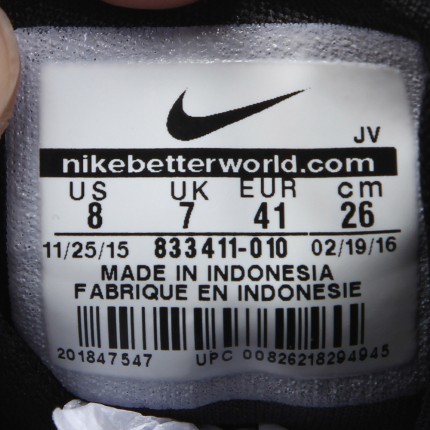 JV
nikebetterworld.com
US UK EUR cm
8 7 41 26
11/25/15 833411-010 02/19/16
MADE IN INDONESIA
FABRIQUE EN INDONESIE
201847547 UPC 00826218294945